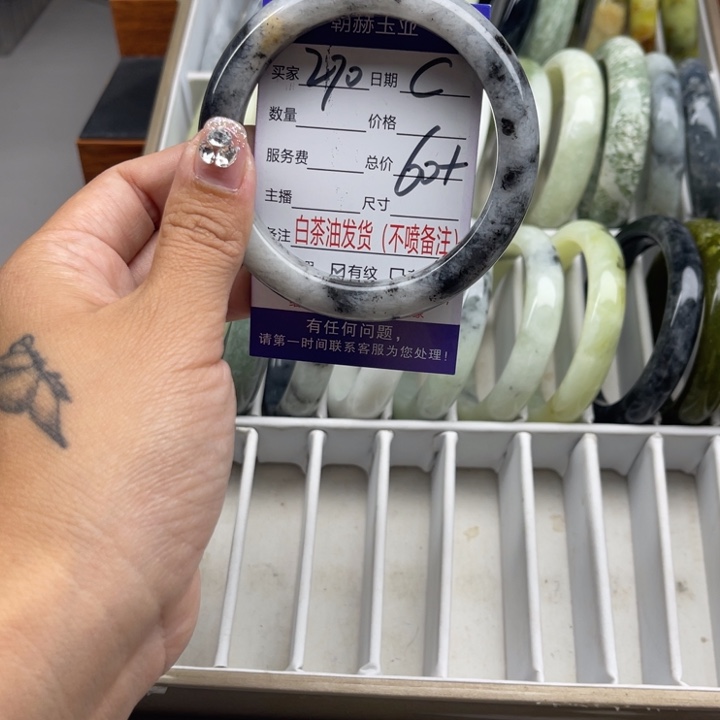 朝赫玉业
买家 270 日期 C
数量 价格
服务费 总价 60+
主播 尺寸
备注 白茶油发货（不喷备注）
☑有纹
有任何问题，
请第一时间联系客服为您处理！